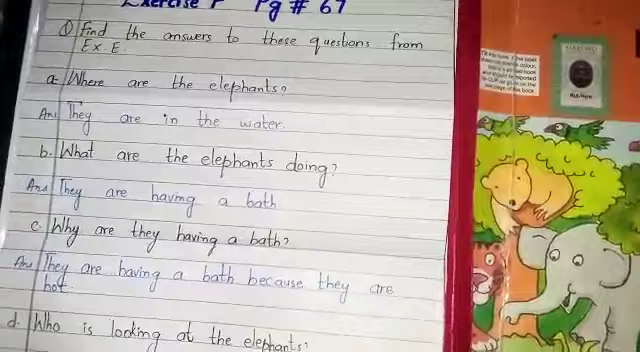 Exercise F Pg # 67
① Find the answers to these questions from
Ex. E.
a. Where are the elephants?
Ans They are in the water.
b. What are the elephants doing?
Ans They are having a bath
c. Why are they having a bath?
Ans They are having a bath because they are
hot.
d. Who is looking at the elephants?